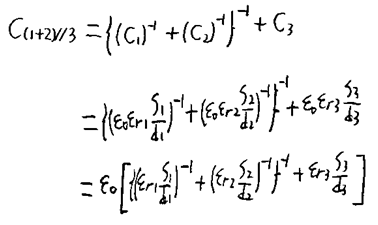 C(1+2)//3 = {(C₁)⁻¹ + (C₂)⁻¹}⁻¹ + C₃
= {(ε₀εr₁ S₁/d₁)⁻¹ + (ε₀εr₂ S₂/d₂)⁻¹}⁻¹ + ε₀εr₃ S₃/d₃
= ε₀[{(εr₁ S₁/d₁)⁻¹ + (εr₂ S₂/d₂)⁻¹}⁻¹ + εr₃ S₃/d₃]